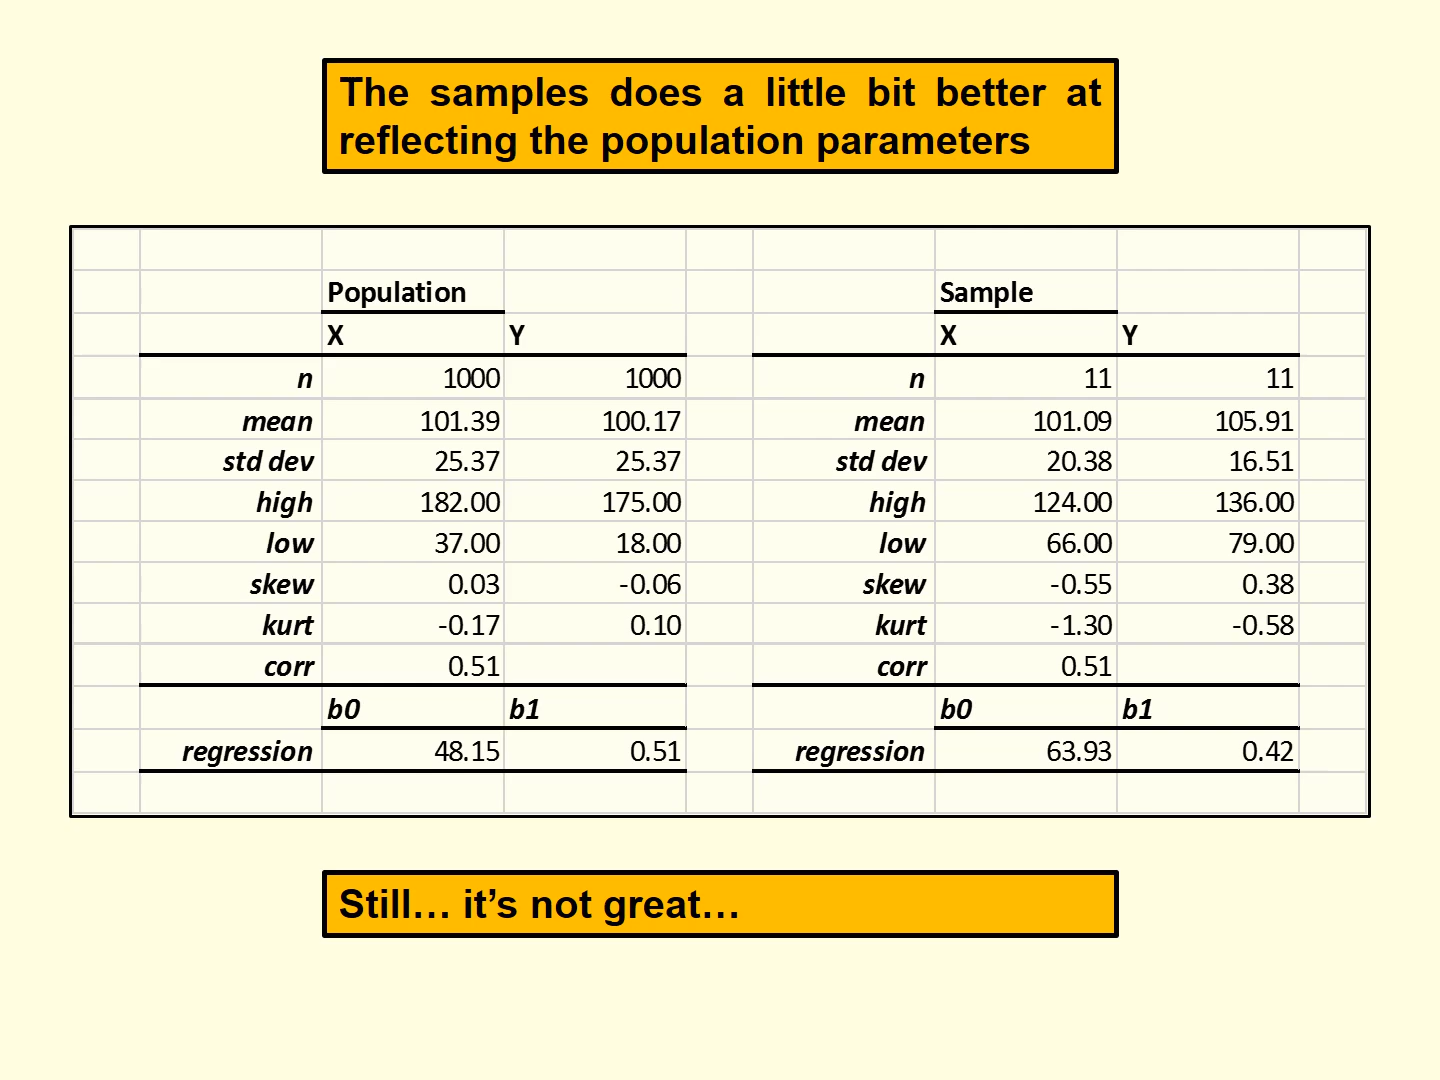 The samples does a little bit better at
reflecting the population parameters
Population Sample
X Y X Y
n 1000 1000 n 11 11
mean 101.39 100.17 mean 101.09 105.91
std dev 25.37 25.37 std dev 20.38 16.51
high 182.00 175.00 high 124.00 136.00
low 37.00 18.00 low 66.00 79.00
skew 0.03 -0.06 skew -0.55 0.38
kurt -0.17 0.10 kurt -1.30 -0.58
corr 0.51 corr 0.51
b0 b1 b0 b1
regression 48.15 0.51 regression 63.93 0.42
Still… it’s not great…